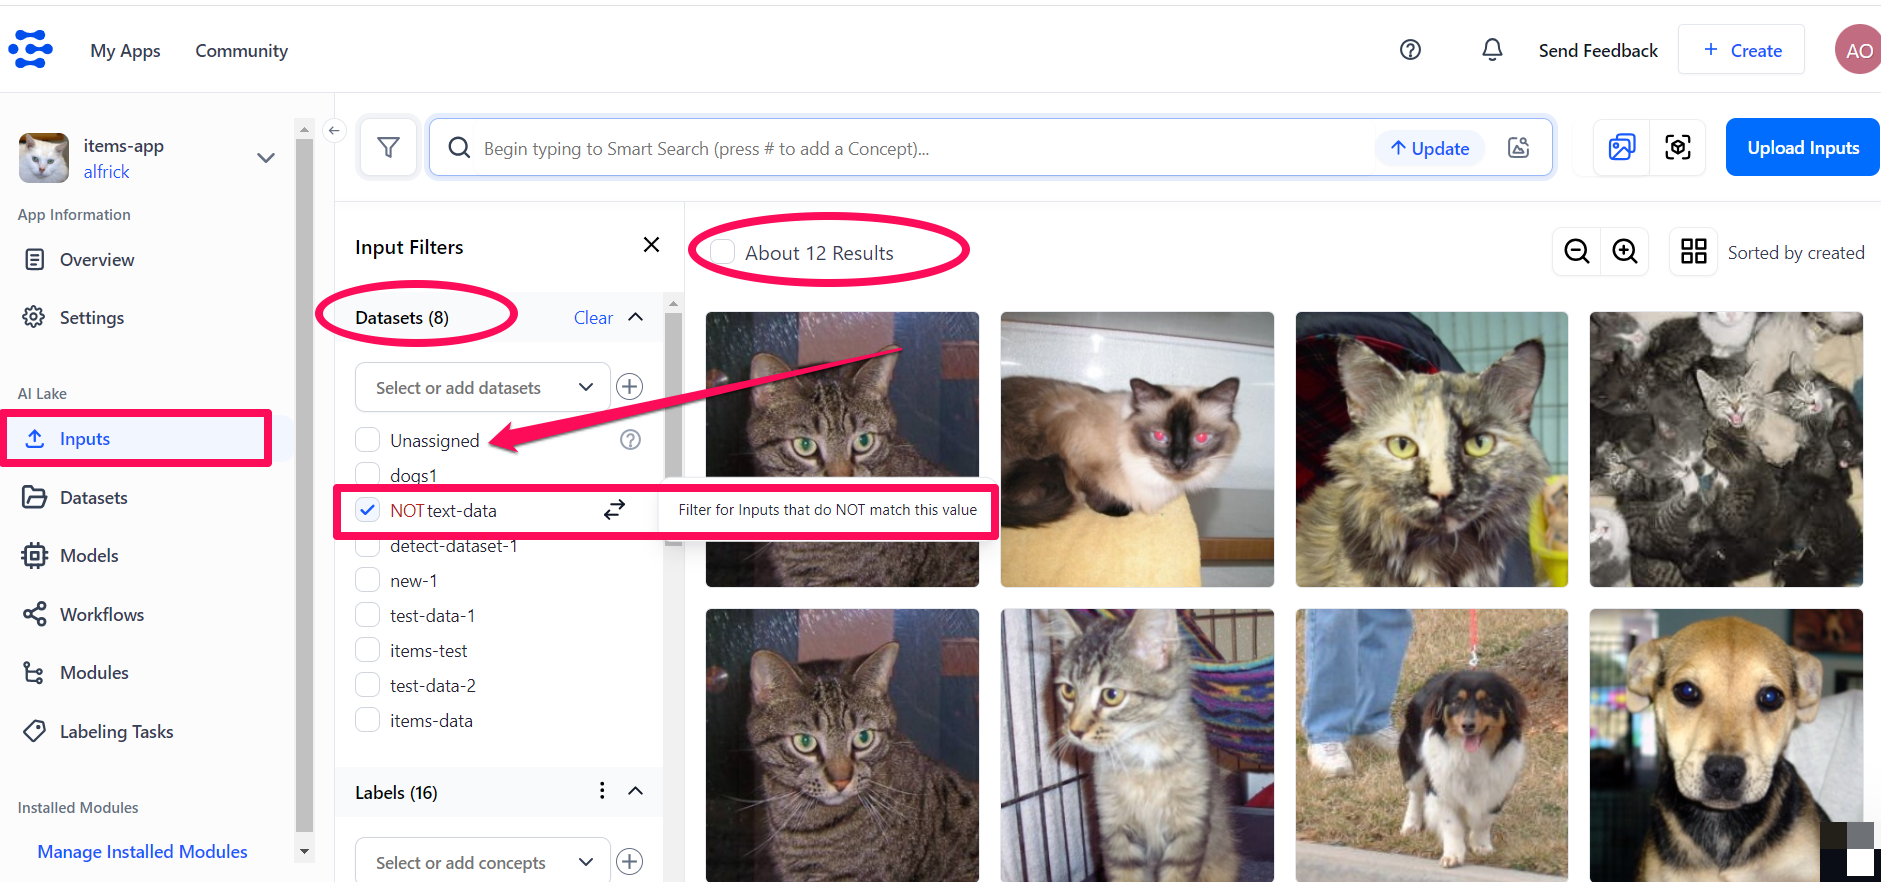 My Apps
Community
Send Feedback
+ Create
AO
items-app
alfrick
App Information
Overview
Settings
AI Lake
Inputs
Datasets
Models
Workflows
Modules
Labeling Tasks
Installed Modules
Manage Installed Modules
Begin typing to Smart Search (press # to add a Concept)...
Update
Upload Inputs
Input Filters
Datasets (8)
Clear
Select or add datasets
Unassigned
dogs1
NOT text-data
Filter for Inputs that do NOT match this value
detect-dataset-1
new-1
test-data-1
items-test
test-data-2
items-data
Labels (16)
Select or add concepts
About 12 Results
Sorted by created